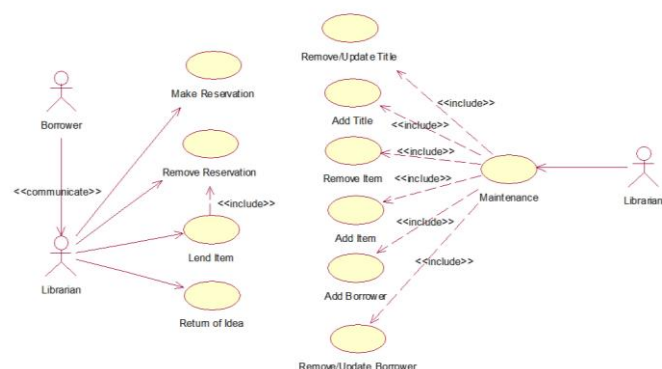 Remove/Update Title
Make Reservation
<<include>>
Add Title
<<include>>
Borrower
<<include>>
Remove Reservation
Remove Item
<<include>>
Maintenance
Librarian
<<communicate>>
<<include>>
Add Item
<<include>>
Lend Item
<<include>>
Librarian
Add Borrower
Return of Idea
Remove/Update Borrower